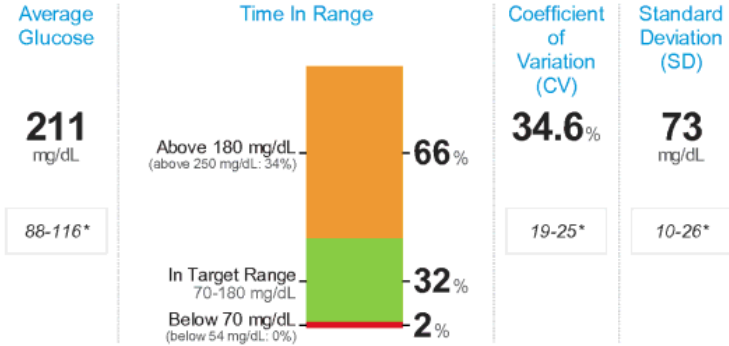 Average
Glucose
211
mg/dL
88-116*
Time In Range
Above 180 mg/dL
(above 250 mg/dL: 34%)
66%
In Target Range
70-180 mg/dL
32%
Below 70 mg/dL
(below 54 mg/dL: 0%)
2%
Coefficient
of
Variation
(CV)
34.6%
19-25*
Standard
Deviation
(SD)
73
mg/dL
10-26*